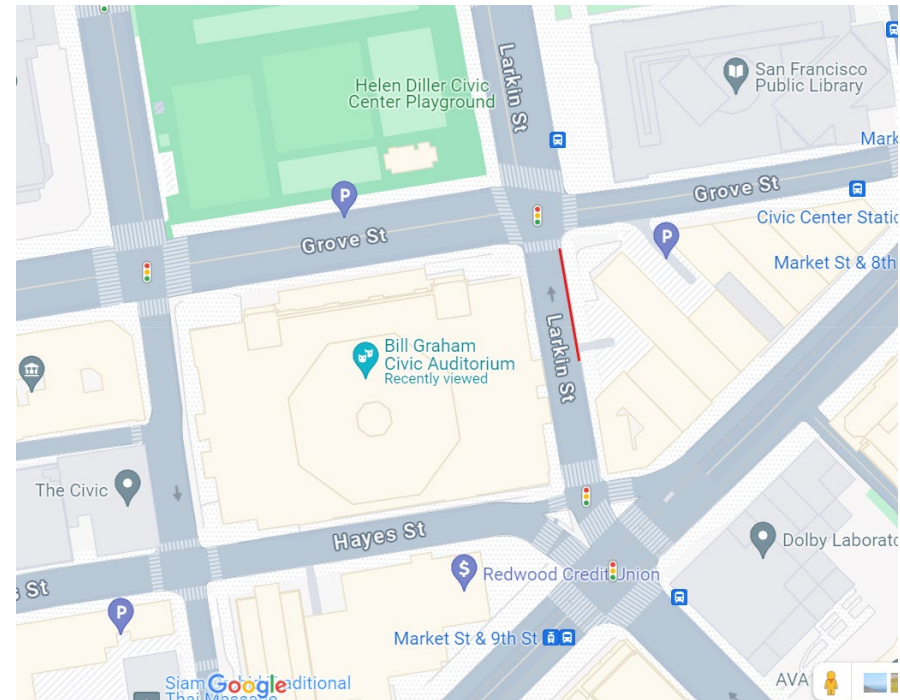 Larkin St
Helen Diller Civic
Center Playground
San Francisco
Public Library
Mark
P
Grove St
Grove St
Civic Center Static
P
Market St & 8th
Larkin St
Bill Graham
Civic Auditorium
Recently viewed
The Civic
Hayes St
s St
Dolby Laborato
$
Redwood Credit Union
P
Market St & 9th St
Siam
aditional
Google
AVA